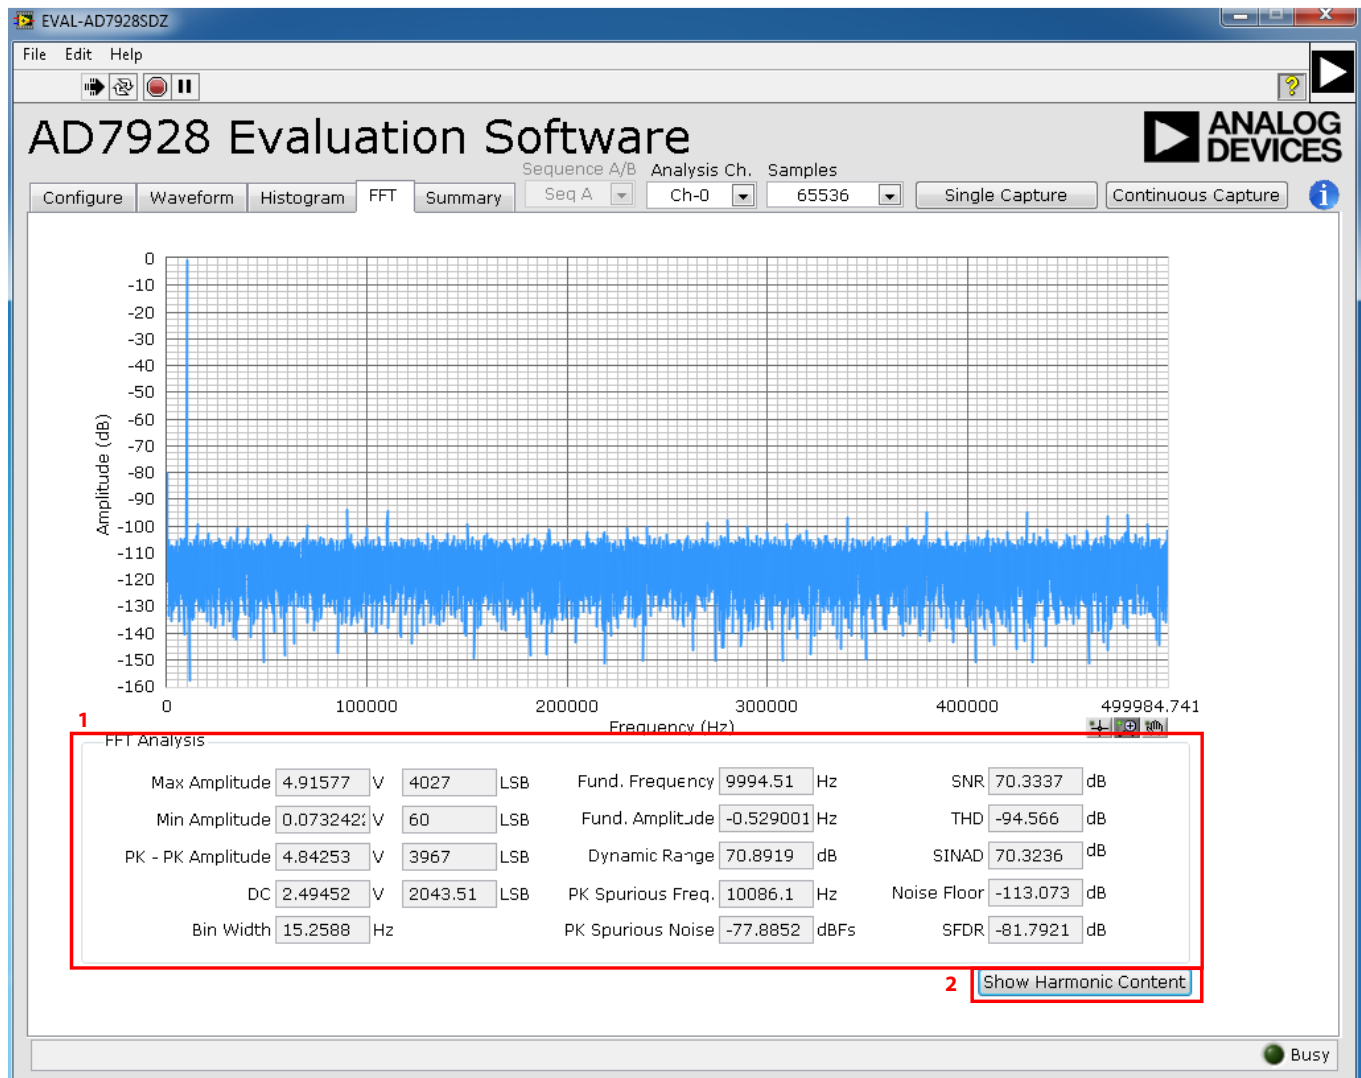 EVAL-AD7928SDZ
File Edit Help
AD7928 Evaluation Software
ANALOG
DEVICES
Sequence A/B Analysis Ch. Samples
Configure Waveform Histogram FFT Summary Seq A Ch-0 65536 Single Capture Continuous Capture
0
-10
-20
-30
-40
-50
-60
-70
-80
-90
-100
-110
-120
-130
-140
-150
-160
Amplitude (dB)
0 100000 200000 300000 400000 499984.741
Frequency (Hz)
1
FFT Analysis
Max Amplitude 4.91577 V 4027 LSB Fund. Frequency 9994.51 Hz SNR 70.3337 dB
Min Amplitude 0.073242 V 60 LSB Fund. Amplitude -0.529001 Hz THD -94.566 dB
PK - PK Amplitude 4.84253 V 3967 LSB Dynamic Range 70.8919 dB SINAD 70.3236 dB
DC 2.49452 V 2043.51 LSB PK Spurious Freq. 10086.1 Hz Noise Floor -113.073 dB
Bin Width 15.2588 Hz PK Spurious Noise -77.8852 dBFs SFDR -81.7921 dB
2 Show Harmonic Content
Busy